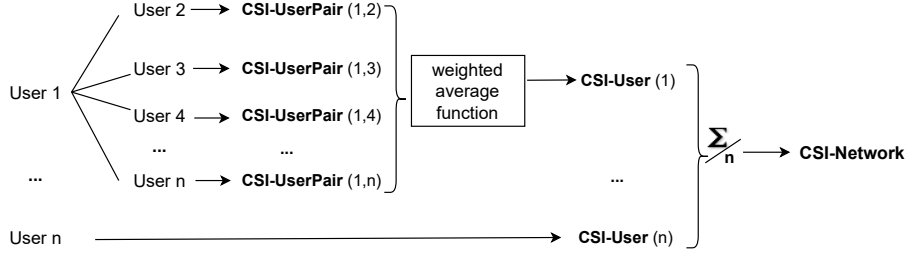 User 2 CSI-UserPair (1,2)
User 3 CSI-UserPair (1,3)
weighted average function
CSI-User (1)
User 1
User 4 CSI-UserPair (1,4)
... ...
Σ/n
CSI-Network
... User n CSI-UserPair (1,n) ...
User n CSI-User (n)